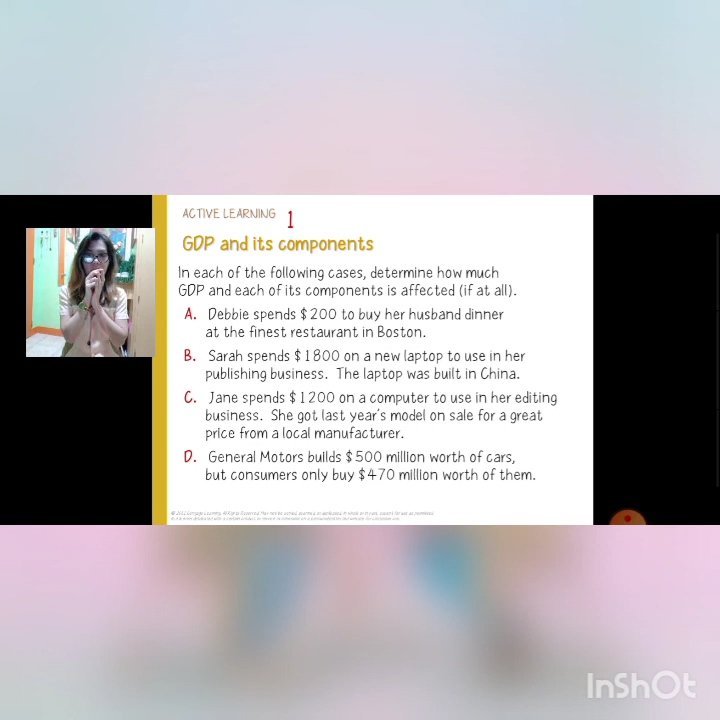 ACTIVE LEARNING 1
GDP and its components
In each of the following cases, determine how much
GDP and each of its components is affected (if at all).
A. Debbie spends $200 to buy her husband dinner
at the finest restaurant in Boston.
B. Sarah spends $1800 on a new laptop to use in her
publishing business. The laptop was built in China.
C. Jane spends $1200 on a computer to use in her editing
business. She got last year's model on sale for a great
price from a local manufacturer.
D. General Motors builds $500 million worth of cars,
but consumers only buy $470 million worth of them.
InShOt